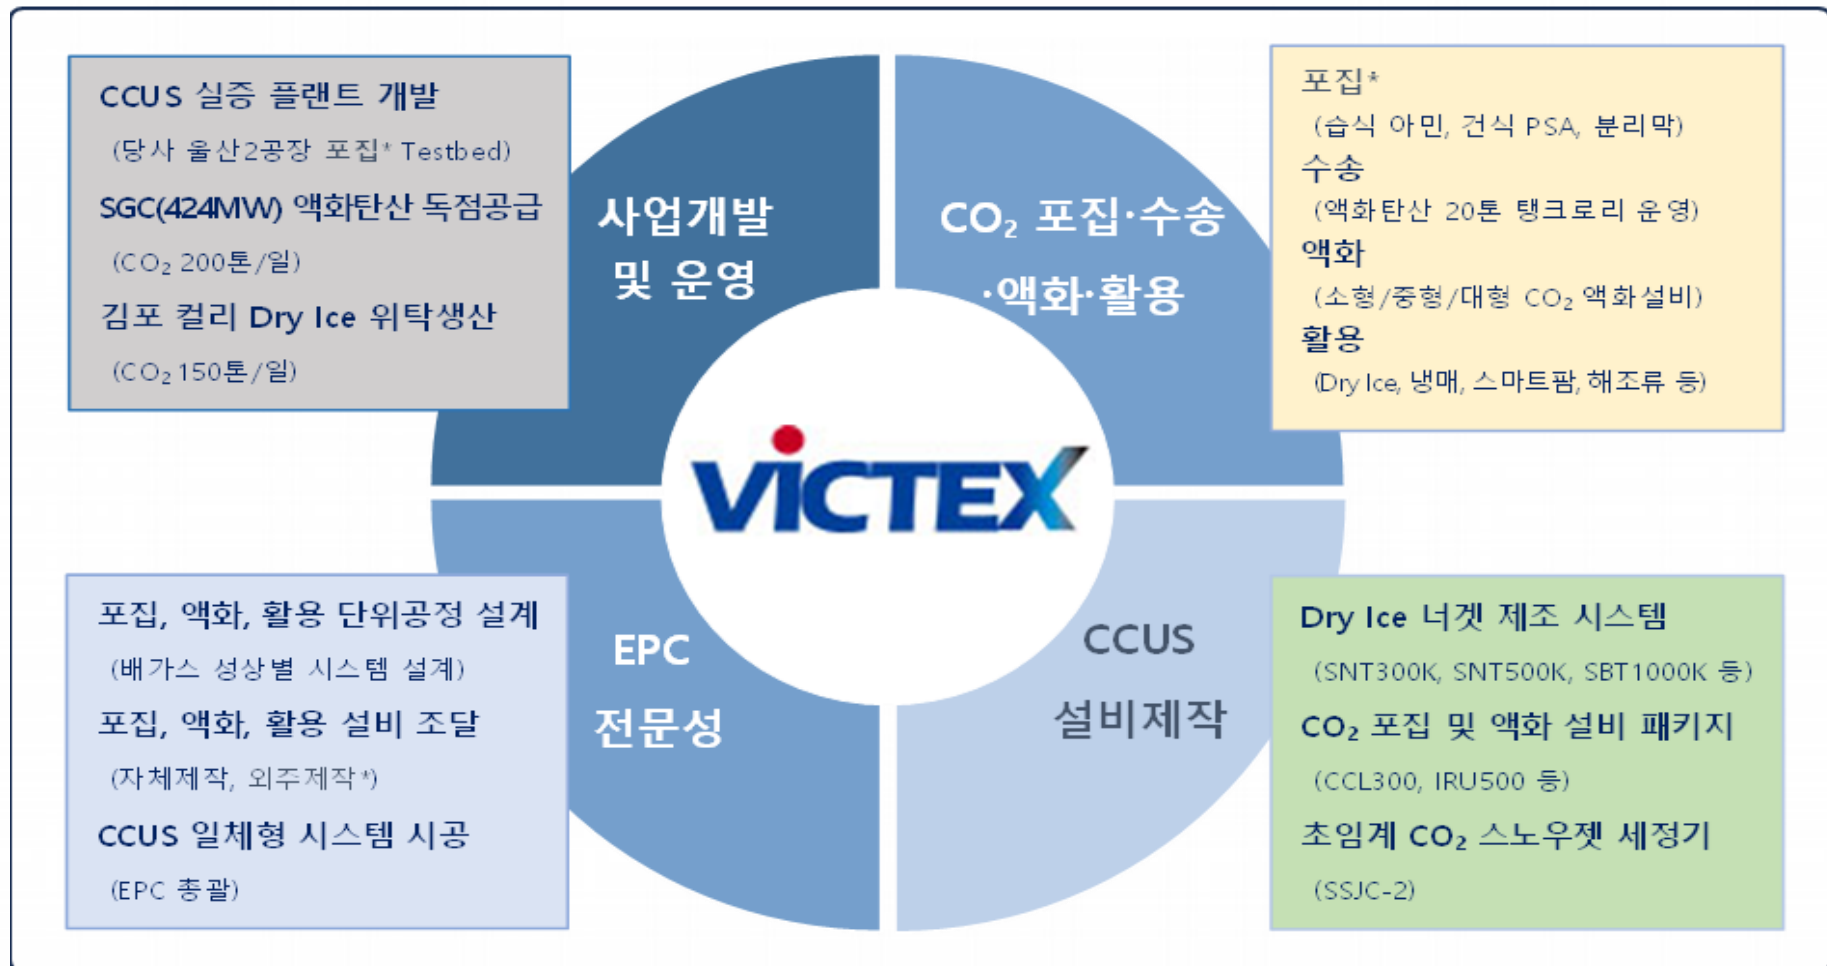 CCUS 실증 플랜트 개발
(당사 울산2공장 포집* Testbed)
SGC(424MW) 액화탄산 독점공급
(CO₂ 200톤/일)
김포 컬리 Dry Ice 위탁생산
(CO₂ 150톤/일)
사업개발
및 운영
CO₂ 포집·수송
·액화·활용
포집*
(습식 아민, 건식 PSA, 분리막)
수송
(액화탄산 20톤 탱크로리 운영)
액화
(소형/중형/대형 CO₂ 액화설비)
활용
(Dry Ice, 냉매, 스마트팜, 해조류 등)
VICTEX
포집, 액화, 활용 단위공정 설계
(배가스 성상별 시스템 설계)
포집, 액화, 활용 설비 조달
(자체제작, 외주제작*)
CCUS 일체형 시스템 시공
(EPC 총괄)
EPC
전문성
CCUS
설비제작
Dry Ice 너겟 제조 시스템
(SNT300K, SNT500K, SBT1000K 등)
CO₂ 포집 및 액화 설비 패키지
(CCL300, IRU500 등)
초임계 CO₂ 스노우젯 세정기
(SSJC-2)